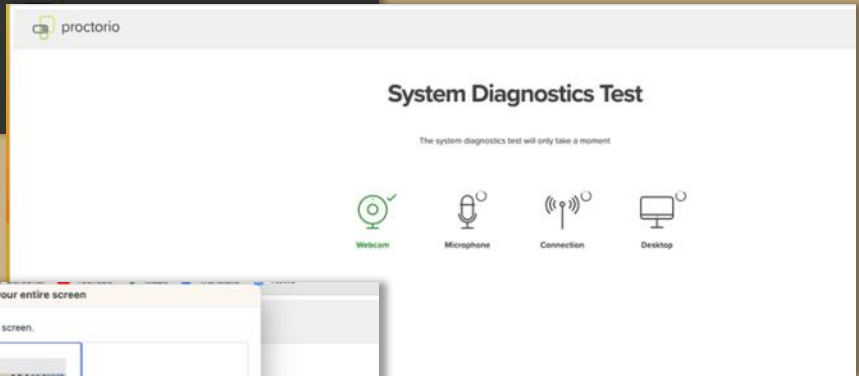 proctorio
System Diagnostics Test
The system diagnostics test will only take a moment
Webcam Microphone Connection Desktop
your entire screen
screen.